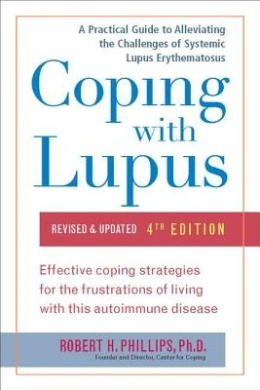 A Practical Guide to Alleviating
the Challenges of Systemic
Lupus Erythematosus
Coping
with
Lupus
REVISED & UPDATED 4TH EDITION
Effective coping strategies
for the frustrations of living
with this autoimmune disease
ROBERT H. PHILLIPS, Ph.D.
Founder and Director, Center for Coping